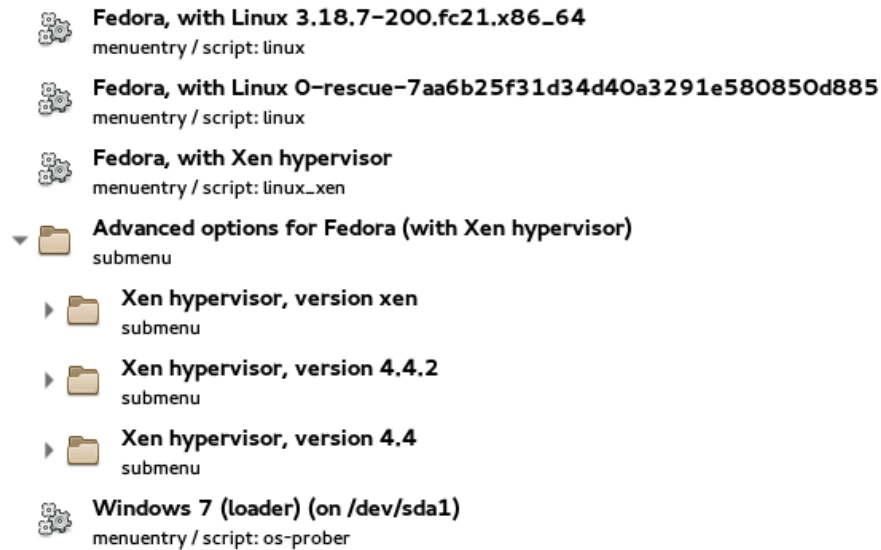 Fedora, with Linux 3.18.7-200.fc21.x86_64
menuentry / script: linux
Fedora, with Linux 0-rescue-7aa6b25f31d34d40a3291e580850d885
menuentry / script: linux
Fedora, with Xen hypervisor
menuentry / script: linux_xen
Advanced options for Fedora (with Xen hypervisor)
submenu
Xen hypervisor, version xen
submenu
Xen hypervisor, version 4.4.2
submenu
Xen hypervisor, version 4.4
submenu
Windows 7 (loader) (on /dev/sda1)
menuentry / script: os-prober